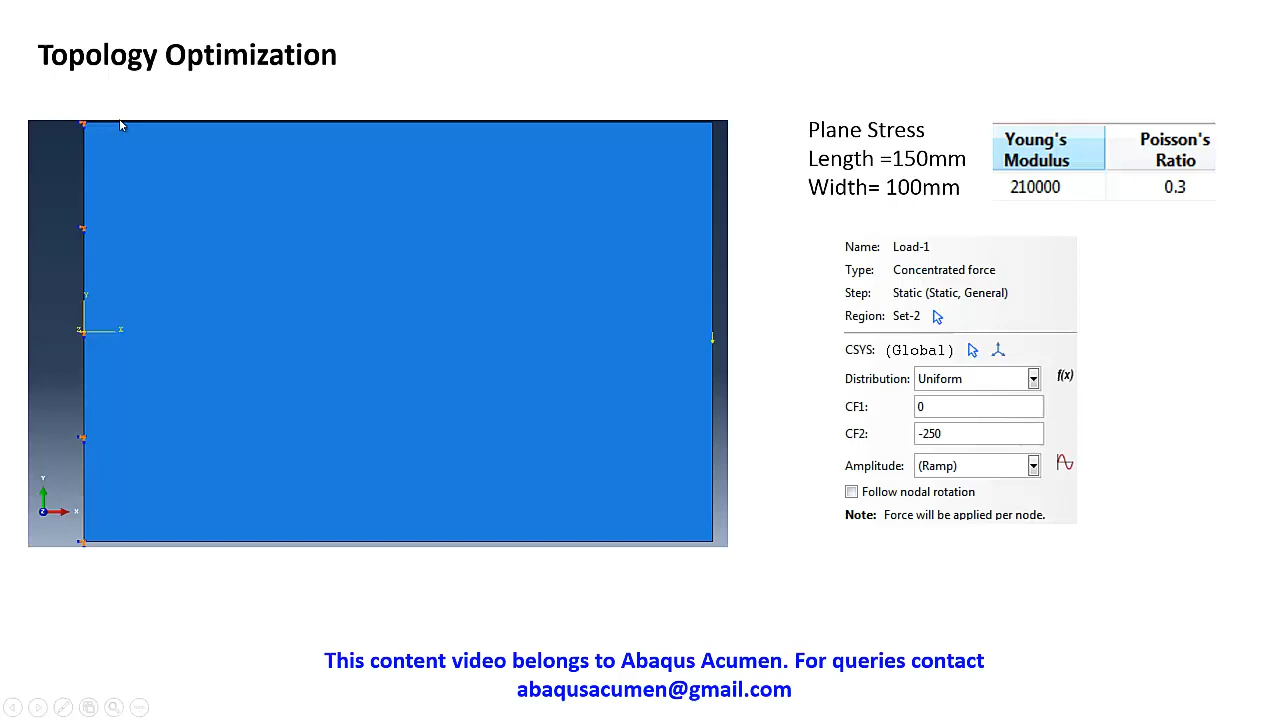 Topology Optimization
Plane Stress
Length =150mm
Width= 100mm
Young's Modulus
Poisson's Ratio
210000
0.3
Y
Z
X
Y
Z
X
Name: Load-1
Type: Concentrated force
Step: Static (Static, General)
Region: Set-2
CSYS: (Global)
Distribution: Uniform f(x)
CF1: 0
CF2: -250
Amplitude: (Ramp)
Follow nodal rotation
Note: Force will be applied per node.
This content video belongs to Abaqus Acumen. For queries contact
abaqusacumen@gmail.com